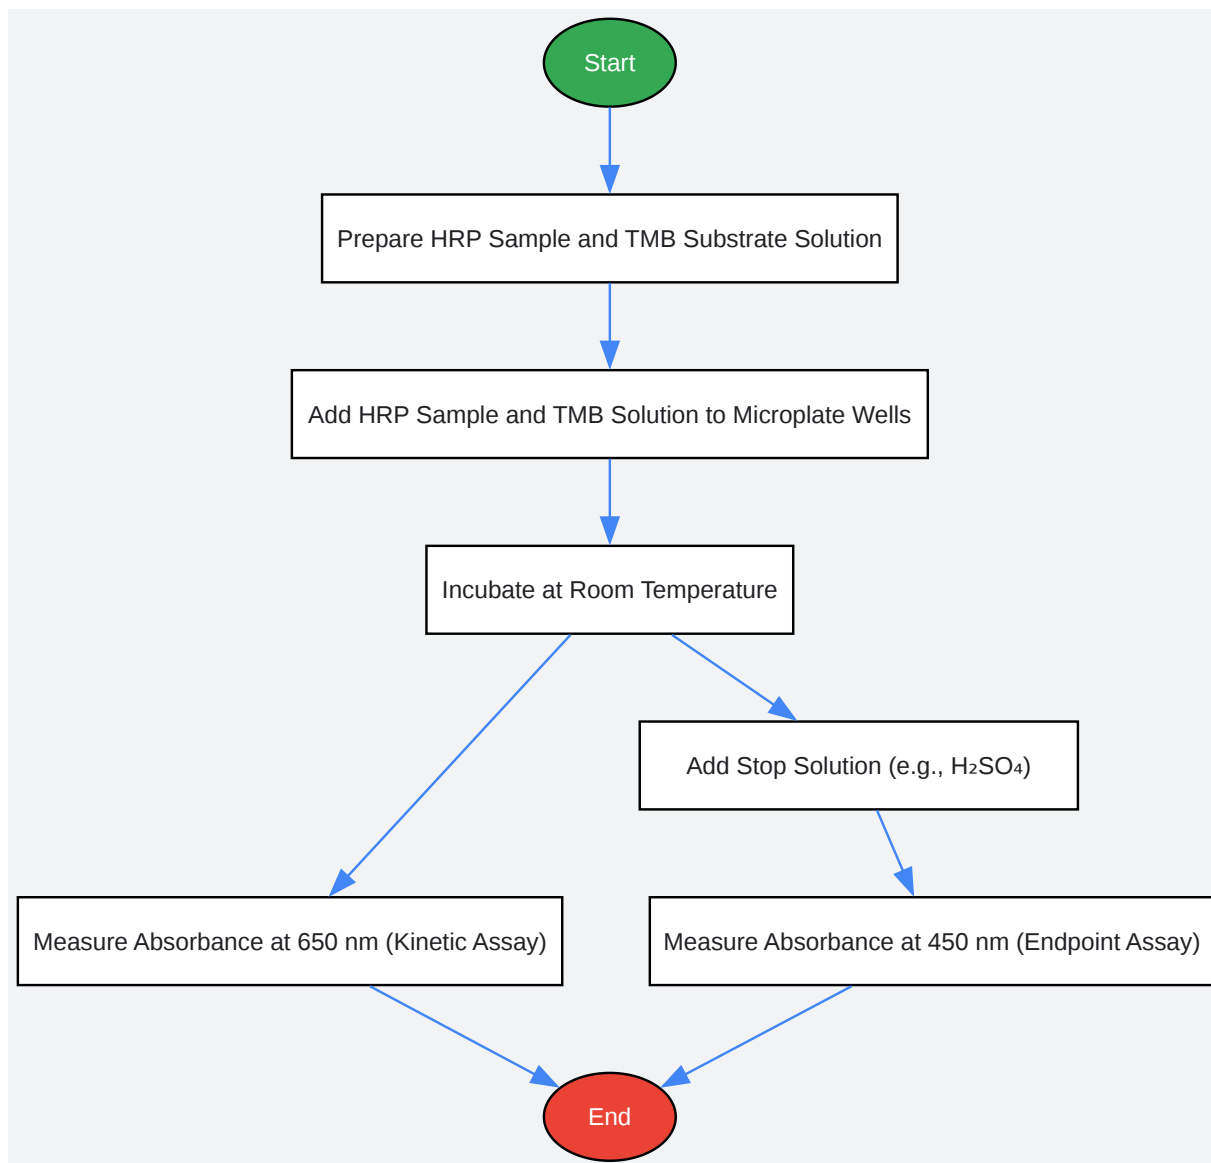 Start
Prepare HRP Sample and TMB Substrate Solution
Add HRP Sample and TMB Solution to Microplate Wells
Incubate at Room Temperature
Add Stop Solution (e.g., H₂SO₄)
Measure Absorbance at 650 nm (Kinetic Assay)
Measure Absorbance at 450 nm (Endpoint Assay)
End